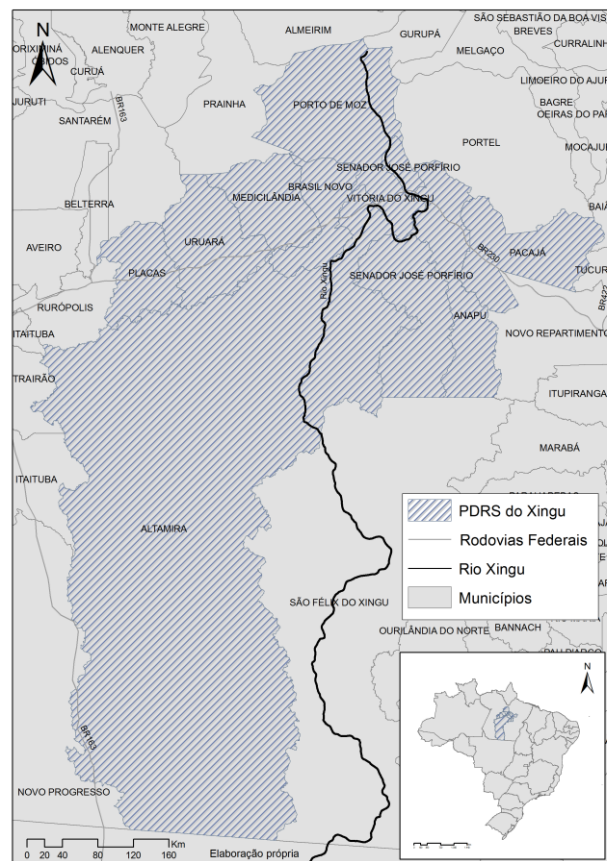 MONTE ALEGRE
ALMEIRIM
GURUPÁ
SÃO SEBASTIÃO DA BOA VIS
BREVES
CURRALINH
MELGAÇO
N
ORIXIMINÁ
ÓBIDOS
ALENQUER
CURUÁ
JURUTI
PRAINHA
PORTO DE MOZ
LIMOEIRO DO AJUR
BAGRE
OEIRAS DO PAR
BR163
SANTARÉM
PORTEL
MOCAJUB
SENADOR JOSÉ PORFÍRIO
BRASIL NOVO
MEDICILÂNDIA
VITÓRIA DO XINGU
BELTERRA
BAIÃ
URUARÁ
AVEIRO
PACAJÁ
BR230
PLACAS
Rio Xingu
SENADOR JOSÉ PORFÍRIO
TUCUR
BR422
RURÓPOLIS
ANAPU
ITAITUBA
NOVO REPARTIMENTO
TRAIRÃO
ITUPIRANGA
MARABÁ
ITAITUBA
ALTAMIRA
PDRS do Xingu
Rodovias Federais
Rio Xingu
Municípios
SÃO FÉLIX DO XINGU
OURILÂNDIA DO NORTE
BANNACH
N
BR163
NOVO PROGRESSO
Km
0 20 40 80 120 160
Elaboração própria